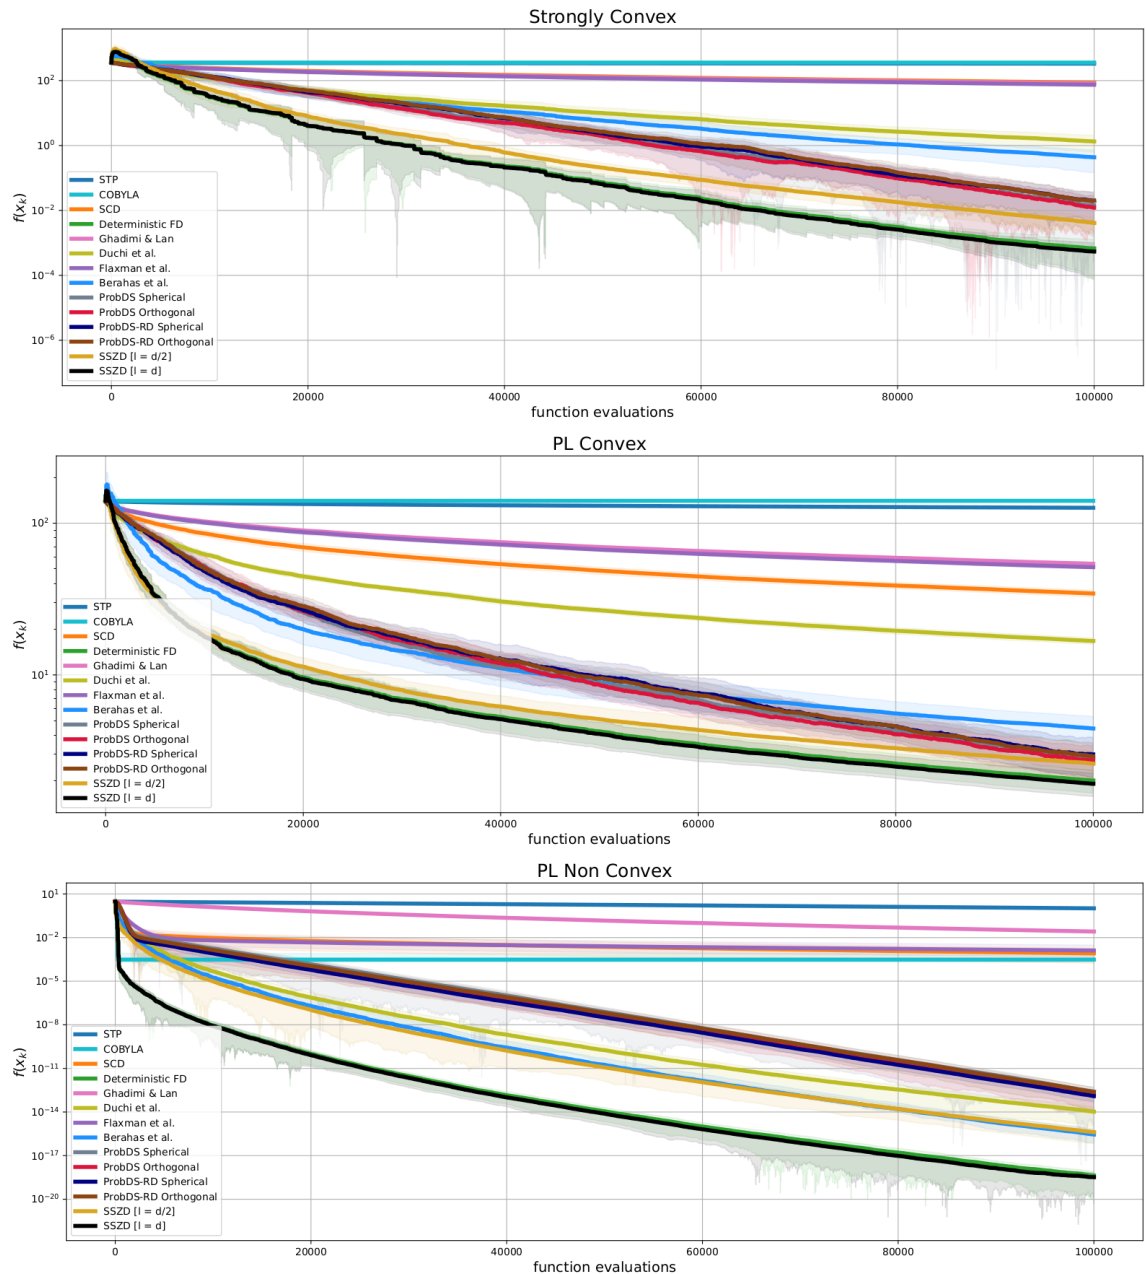 Strongly Convex
10^2
10^0
10^−2
10^−4
10^−6
f(x_k)
STP
COBYLA
SCD
Deterministic FD
Ghadimi & Lan
Duchi et al.
Flaxman et al.
Berahas et al.
ProbDS Spherical
ProbDS Orthogonal
ProbDS-RD Spherical
ProbDS-RD Orthogonal
SSZD [l = d/2]
SSZD [l = d]
0 20000 40000 60000 80000 100000
function evaluations
PL Convex
10^2
10^1
f(x_k)
STP
COBYLA
SCD
Deterministic FD
Ghadimi & Lan
Duchi et al.
Flaxman et al.
Berahas et al.
ProbDS Spherical
ProbDS Orthogonal
ProbDS-RD Spherical
ProbDS-RD Orthogonal
SSZD [l = d/2]
SSZD [l = d]
0 20000 40000 60000 80000 100000
function evaluations
PL Non Convex
10^1
10^−2
10^−5
10^−8
10^−11
10^−14
10^−17
10^−20
f(x_k)
STP
COBYLA
SCD
Deterministic FD
Ghadimi & Lan
Duchi et al.
Flaxman et al.
Berahas et al.
ProbDS Spherical
ProbDS Orthogonal
ProbDS-RD Spherical
ProbDS-RD Orthogonal
SSZD [l = d/2]
SSZD [l = d]
0 20000 40000 60000 80000 100000
function evaluations